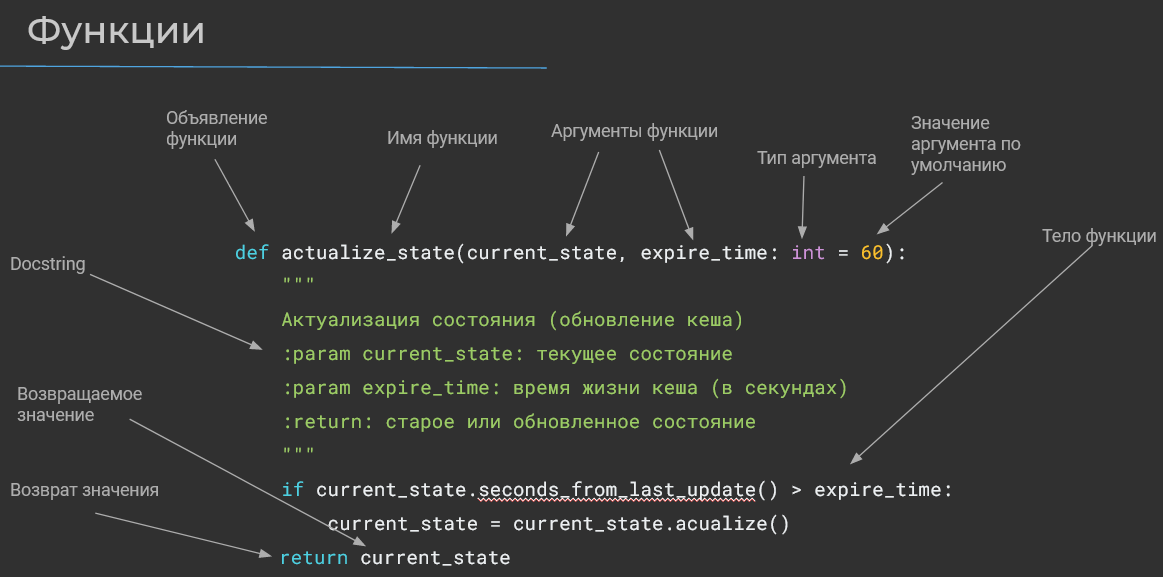 Функции
Объявление
функции
Имя функции
Аргументы функции
Тип аргумента
Значение
аргумента по
умолчанию
Тело функции
def actualize_state(current_state, expire_time: int = 60):
Docstring
"""
Актуализация состояния (обновление кеша)
:param current_state: текущее состояние
:param expire_time: время жизни кеша (в секундах)
Возвращаемое
значение
:return: старое или обновленное состояние
"""
Возврат значения
if current_state.seconds_from_last_update() > expire_time:
current_state = current_state.acualize()
return current_state